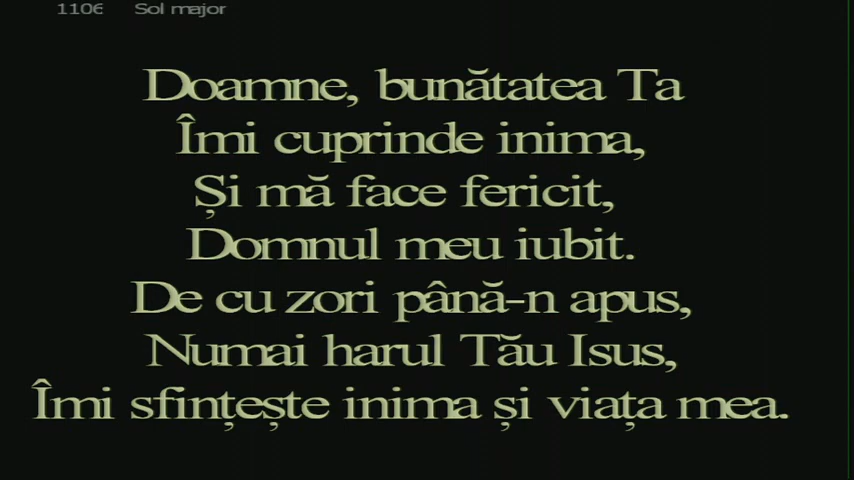 1106 Sol major
Doamne, bunătatea Ta
Îmi cuprinde inima,
Și mă face fericit,
Domnul meu iubit.
De cu zori până-n apus,
Numai harul Tău Isus,
Îmi sfințește inima și viața mea.